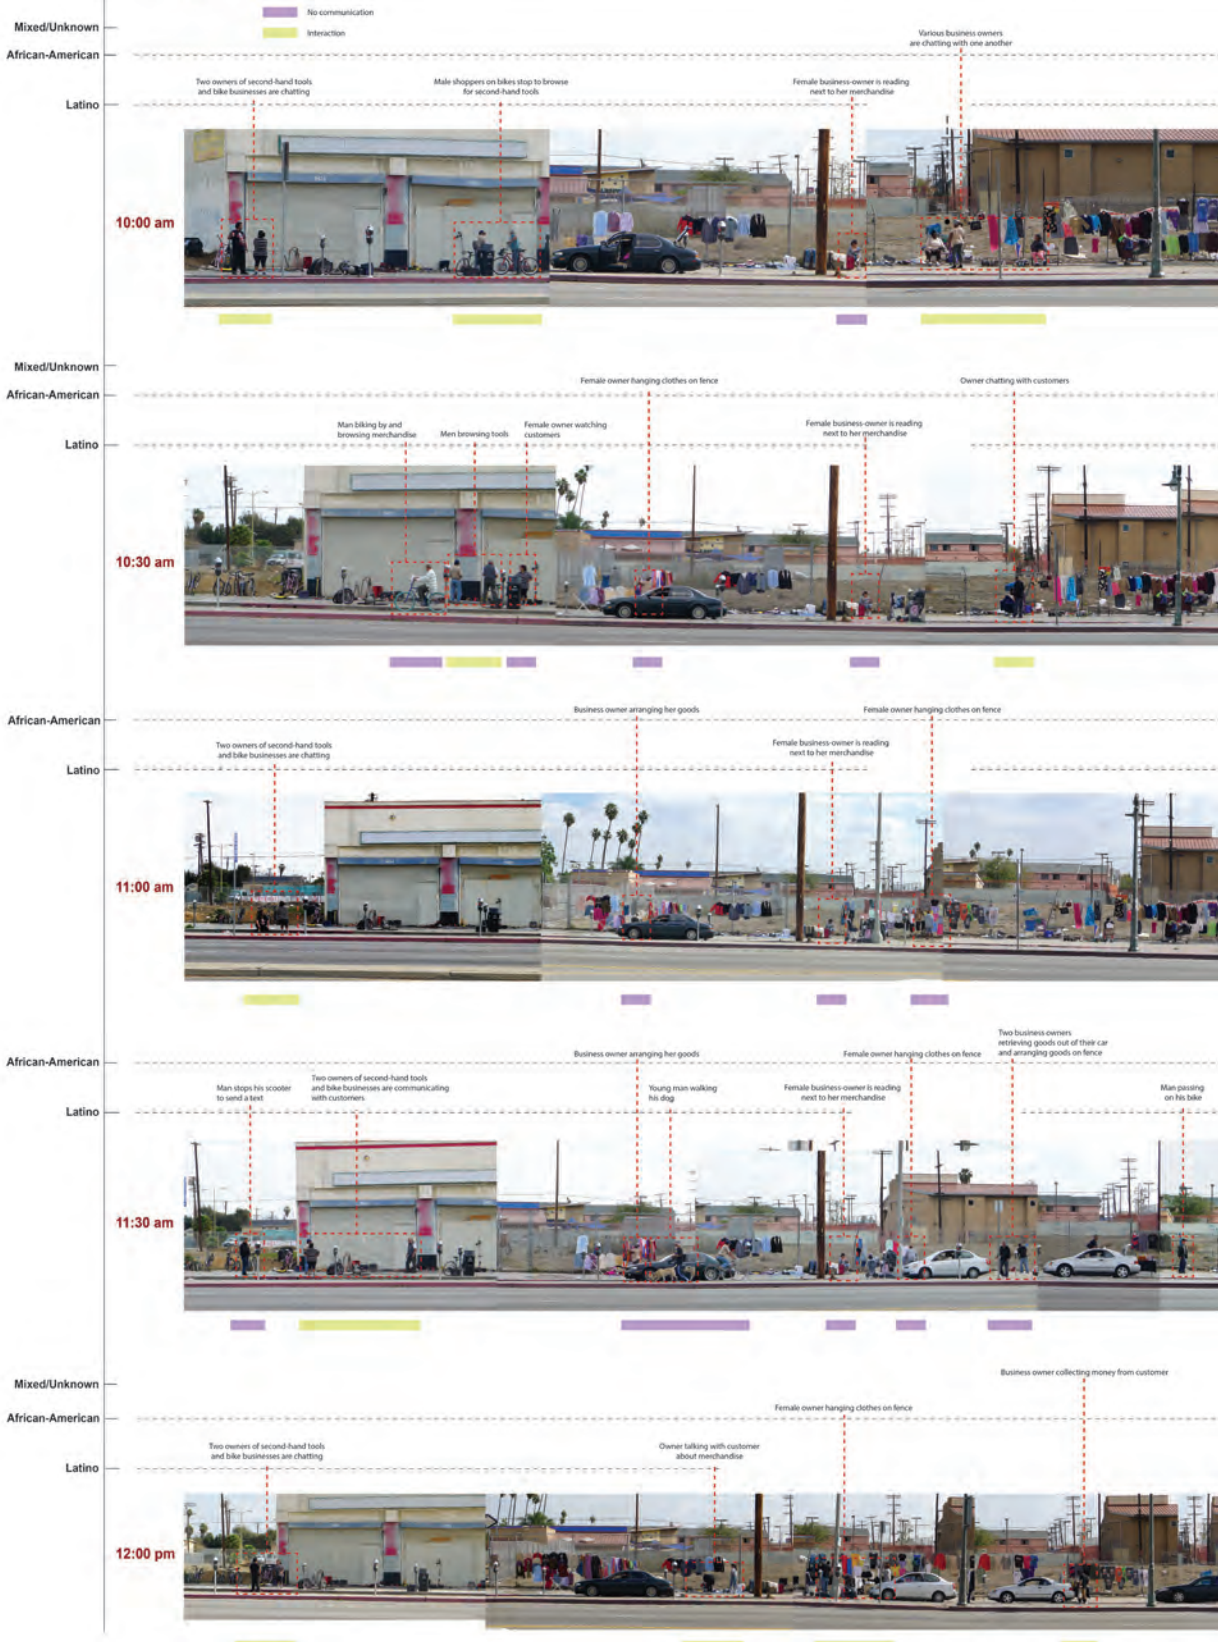 No communication
Interaction
Mixed/Unknown
African-American
Latino
Various business owners
are chatting with one another
Two owners of second-hand tools
and bike businesses are chatting
Male shoppers on bikes stop to browse
for second-hand tools
Female business-owner is reading
next to her merchandise
10:00 am
Mixed/Unknown
African-American
Latino
Female owner hanging clothes on fence
Owner chatting with customers
Man biking by and
browsing merchandise
Men browsing tools
Female owner watching
customers
Female business-owner is reading
next to her merchandise
10:30 am
African-American
Latino
Business owner arranging her goods
Female owner hanging clothes on fence
Two owners of second-hand tools
and bike businesses are chatting
Female business-owner is reading
next to her merchandise
11:00 am
African-American
Latino
Business owner arranging her goods
Female owner hanging clothes on fence
Two business owners
retrieving goods out of their car
and arranging goods on fence
Man stops his scooter
to send a text
Two owners of second-hand tools
and bike businesses are communicating
with customers
Young man walking
his dog
Female business-owner is reading
next to her merchandise
Man passing
on his bike
11:30 am
Mixed/Unknown
African-American
Latino
Business owner collecting money from customer
Female owner hanging clothes on fence
Two owners of second-hand tools
and bike businesses are chatting
Owner talking with customer
about merchandise
12:00 pm